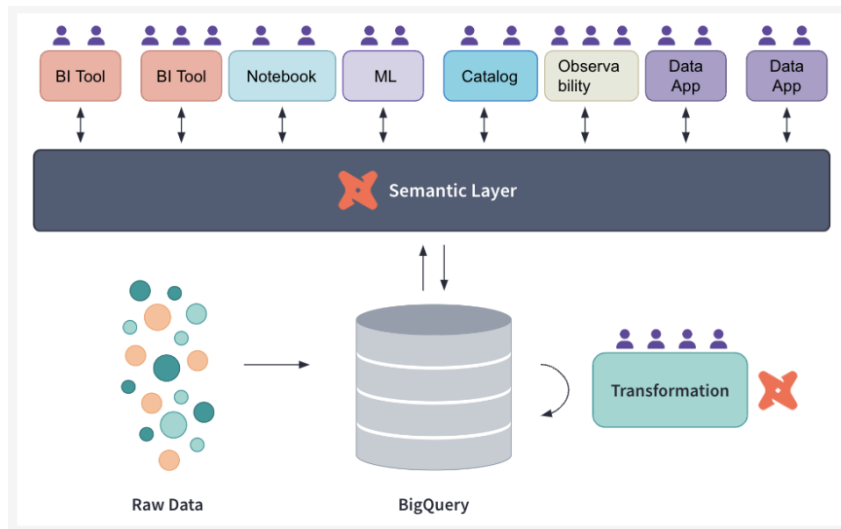 BI Tool
BI Tool
Notebook
ML
Catalog
Observa
bility
Data
App
Data
App
Semantic Layer
Transformation
Raw Data
BigQuery